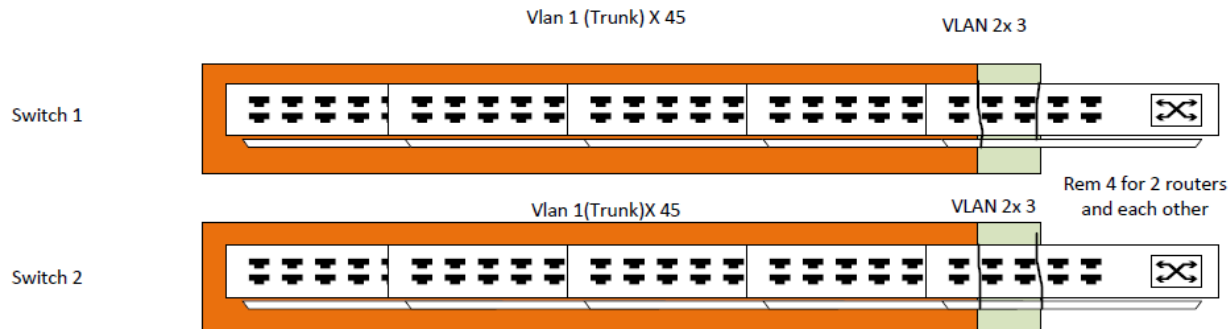 Vlan 1 (Trunk) X 45
VLAN 2x 3
Switch 1
Rem 4 for 2 routers
and each other
Vlan 1(Trunk)X 45
VLAN 2x 3
Switch 2